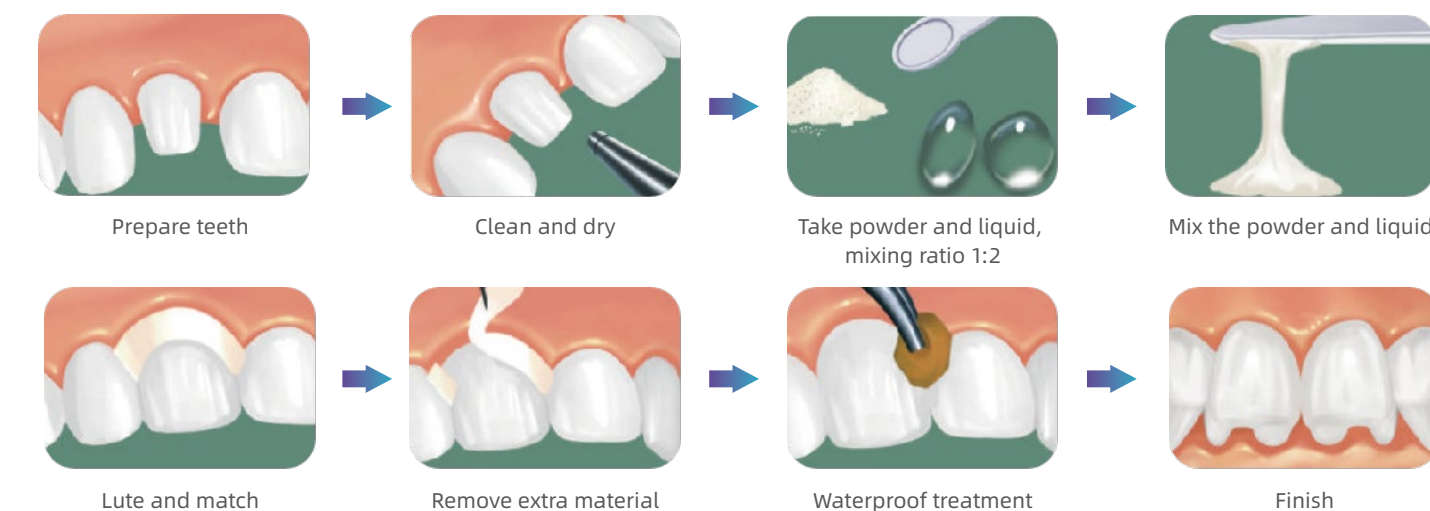 Prepare teeth
Clean and dry
Take powder and liquid,
mixing ratio 1:2
Mix the powder and liquid
Lute and match
Remove extra material
Waterproof treatment
Finish